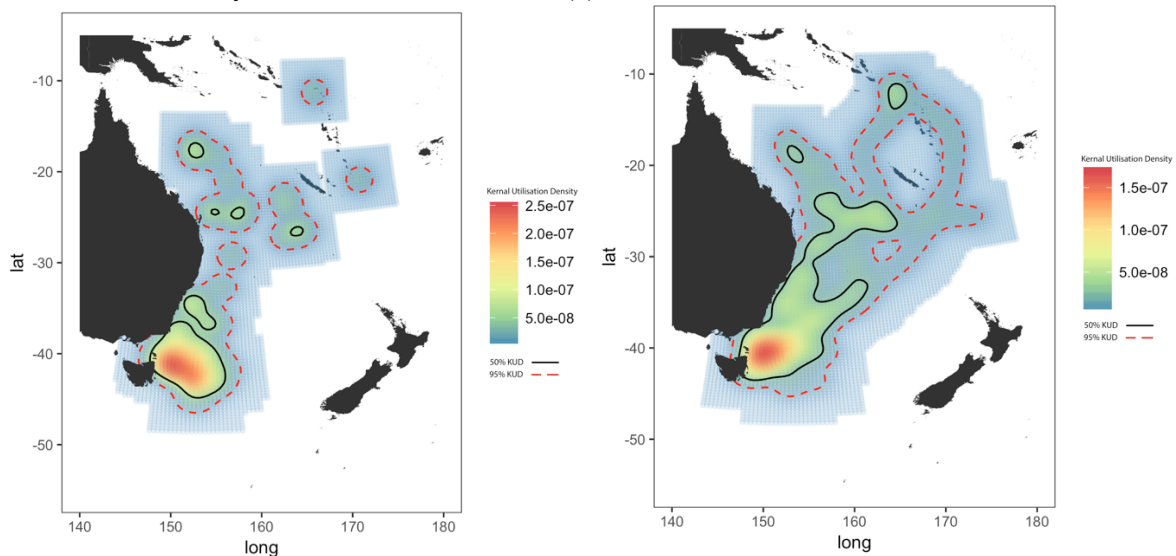 -10
-20
-30
-40
-50
lat
140
150
160
170
180
long
Kernal Utilisation Density
2.5e-07
2.0e-07
1.5e-07
1.0e-07
5.0e-08
50% KUD
95% KUD
-10
-20
-30
-40
-50
lat
140
150
160
170
180
long
Kernal Utilisation Density
1.5e-07
1.0e-07
5.0e-08
50% KUD
95% KUD